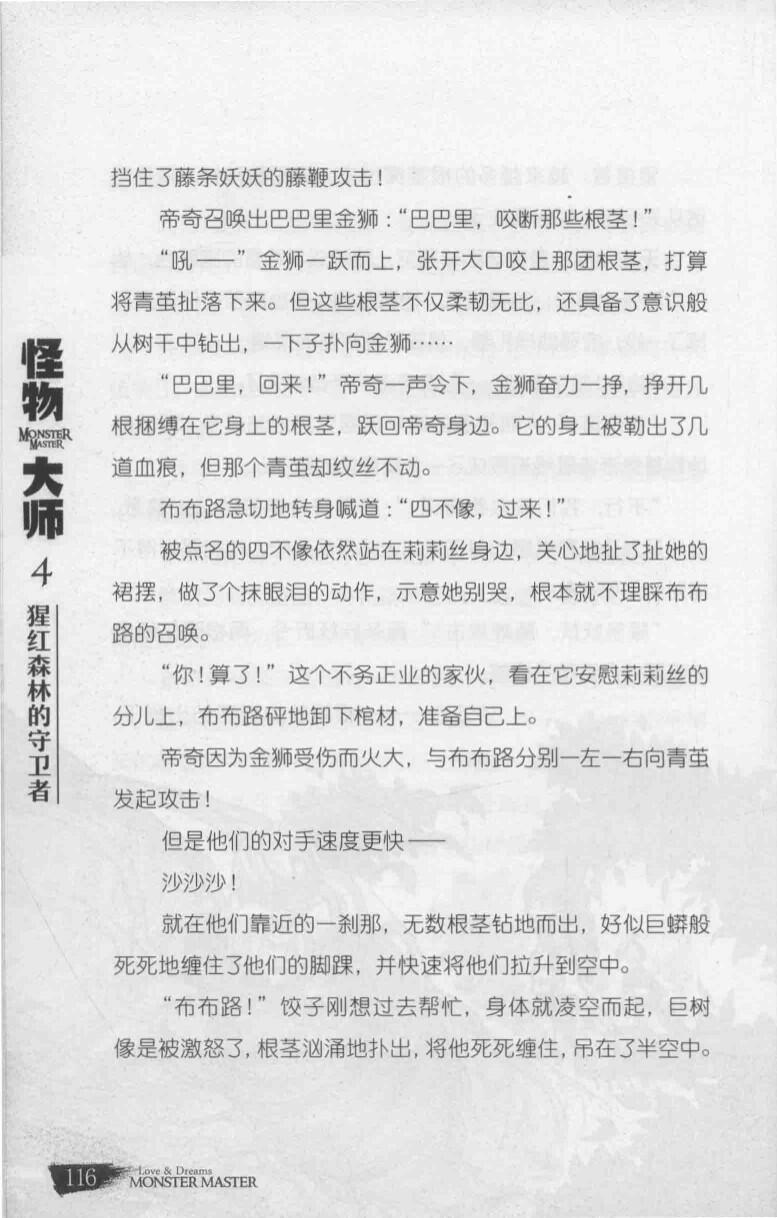 挡住了藤条妖妖的藤鞭攻击！
帝奇召唤出巴巴里金狮：“巴巴里，咬断那些根茎！”
“吼——”金狮一跃而上，张开大口咬上那团根茎，打算
将青茧扯落下来。但这些根茎不仅柔韧无比，还具备了意识般
从树干中钻出，一下子扑向金狮……
“巴巴里，回来！”帝奇一声令下，金狮奋力一挣，挣开几
根捆缚在它身上的根茎，跃回帝奇身边。它的身上被勒出了几
道血痕，但那个青茧却纹丝不动。
布布路急切地转身喊道：“四不像，过来！”
被点名的四不像依然站在莉莉丝身边，关心地扯了扯她的
裙摆，做了个抹眼泪的动作，示意她别哭，根本就不理睬布布
路的召唤。
“你！算了！”这个不务正业的家伙，看在它安慰莉莉丝的
分儿上，布布路砰地卸下棺材，准备自己上。
帝奇因为金狮受伤而火大，与布布路分别一左一右向青茧
发起攻击！
但是他们的对手速度更快——
沙沙沙！
就在他们靠近的一刹那，无数根茎钻地而出，好似巨蟒般
死死地缠住了他们的脚踝，并快速将他们拉升到空中。
“布布路！”饺子刚想过去帮忙，身体就凌空而起，巨树
像是被激怒了，根茎汹涌地扑出，将他死死缠住，吊在了半空中。
怪物
MONSTER
MASTER
大师
4
猩红森林的守卫者
116
Love & Dreams
MONSTER MASTER